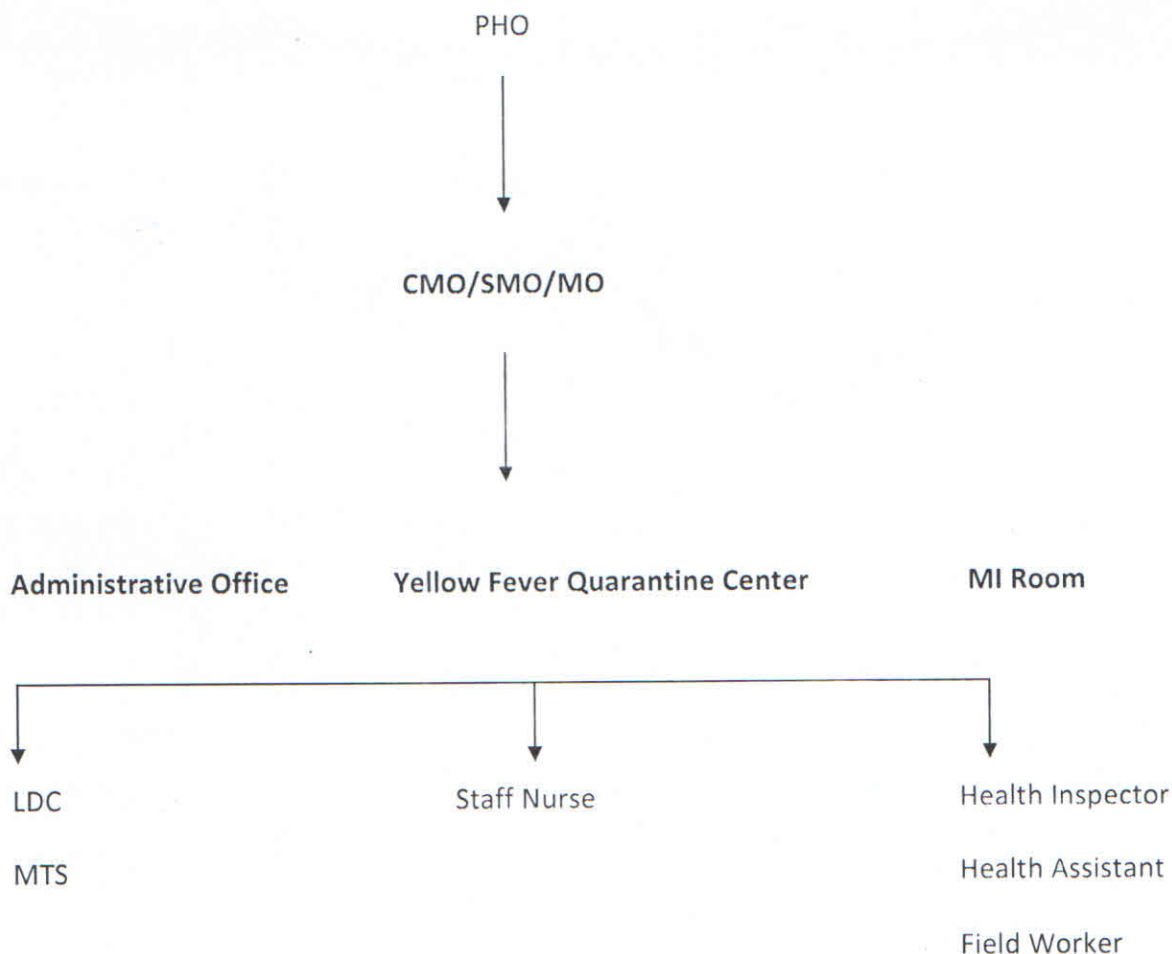 PHO
CMO/SMO/MO
Administrative Office Yellow Fever Quarantine Center MI Room
LDC Staff Nurse Health Inspector
MTS Health Assistant
Field Worker